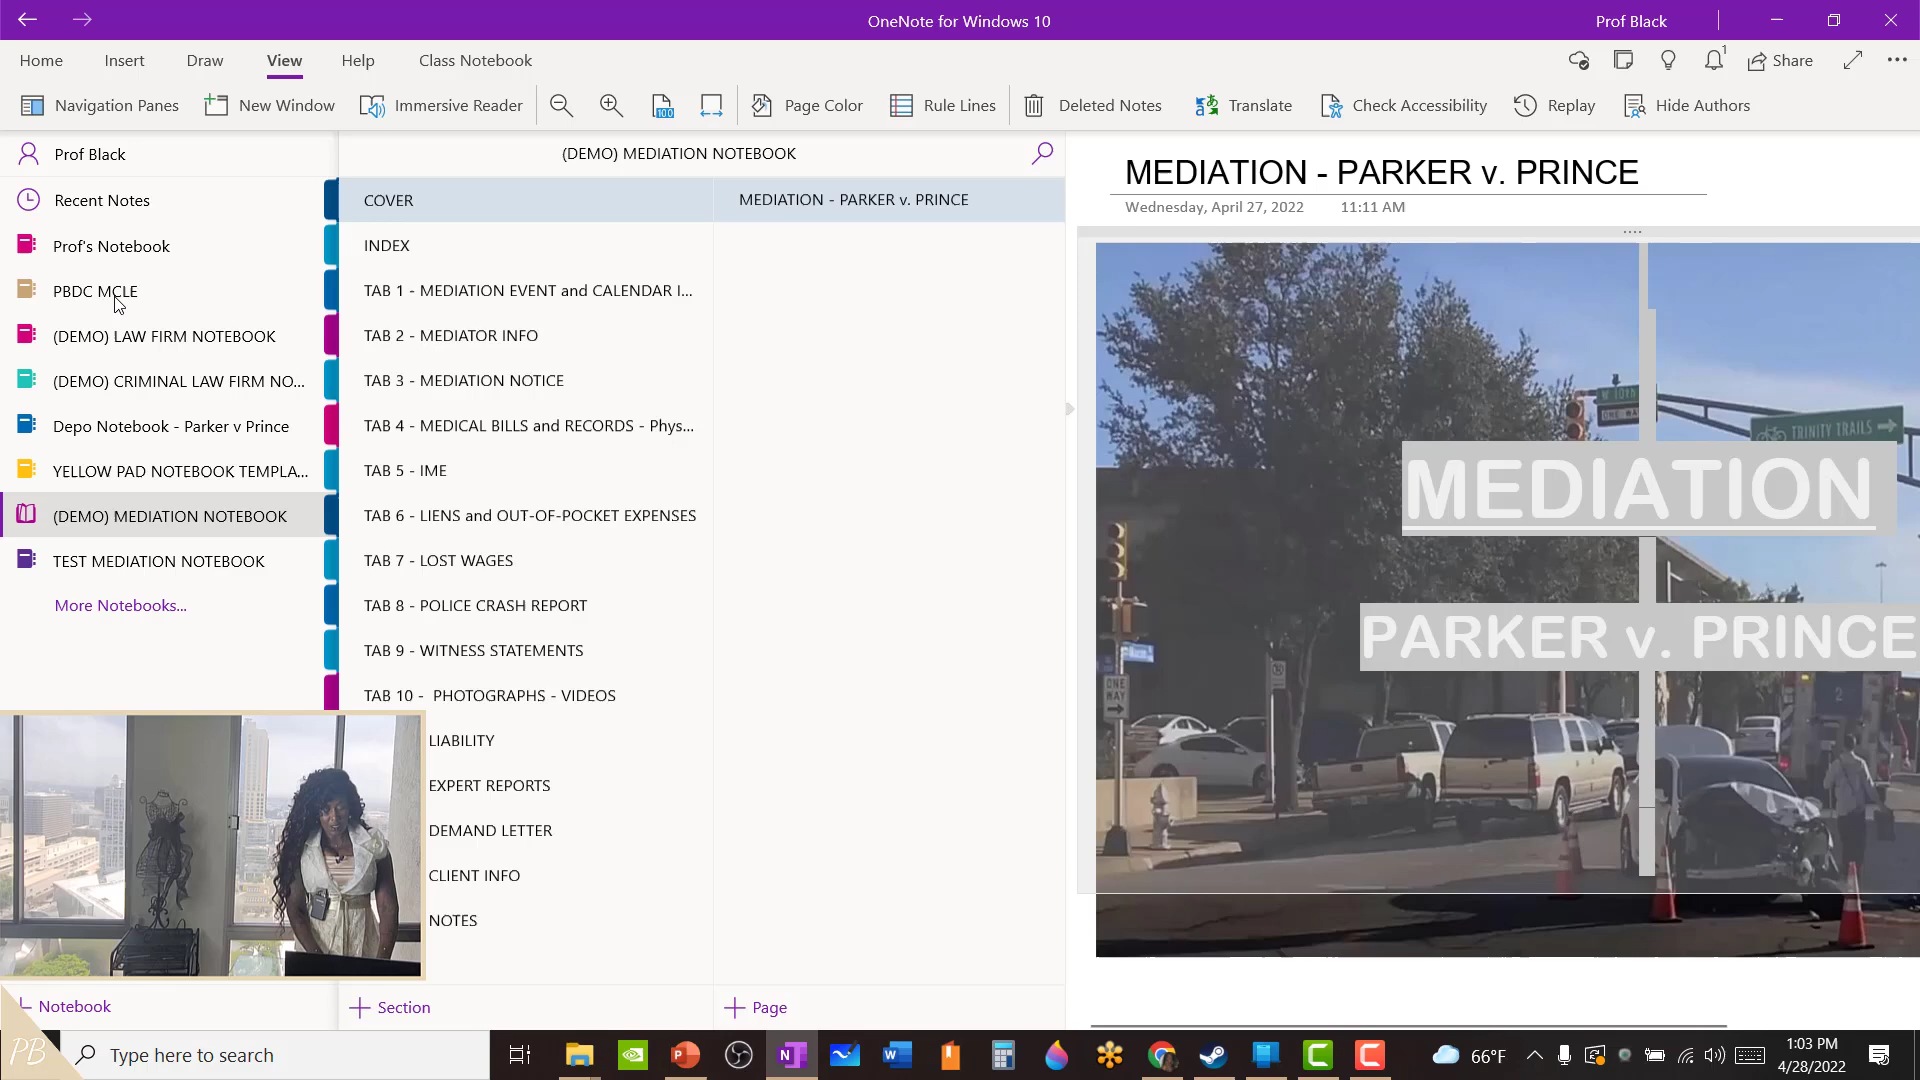 OneNote for Windows 10
Prof Black
Home Insert Draw View Help Class Notebook
1
Share
Navigation Panes New Window Immersive Reader 100 Page Color Rule Lines Deleted Notes Translate Check Accessibility Replay Hide Authors
Prof Black
Recent Notes
Prof's Notebook
PBDC MCLE
(DEMO) LAW FIRM NOTEBOOK
(DEMO) CRIMINAL LAW FIRM NO...
Depo Notebook - Parker v Prince
YELLOW PAD NOTEBOOK TEMPLA...
(DEMO) MEDIATION NOTEBOOK
TEST MEDIATION NOTEBOOK
More Notebooks...
Notebook
(DEMO) MEDIATION NOTEBOOK
COVER
INDEX
TAB 1 - MEDIATION EVENT and CALENDAR I...
TAB 2 - MEDIATOR INFO
TAB 3 - MEDIATION NOTICE
TAB 4 - MEDICAL BILLS and RECORDS - Phys...
TAB 5 - IME
TAB 6 - LIENS and OUT-OF-POCKET EXPENSES
TAB 7 - LOST WAGES
TAB 8 - POLICE CRASH REPORT
TAB 9 - WITNESS STATEMENTS
TAB 10 - PHOTOGRAPHS - VIDEOS
LIABILITY
EXPERT REPORTS
DEMAND LETTER
CLIENT INFO
NOTES
Section
MEDIATION - PARKER v. PRINCE
Page
MEDIATION - PARKER v. PRINCE
Wednesday, April 27, 2022 11:11 AM
ONE WAY
TRINITY TRAILS
MEDIATION
PARKER v. PRINCE
ONE
WAY
2
PB
Type here to search
66°F
1:03 PM
4/28/2022